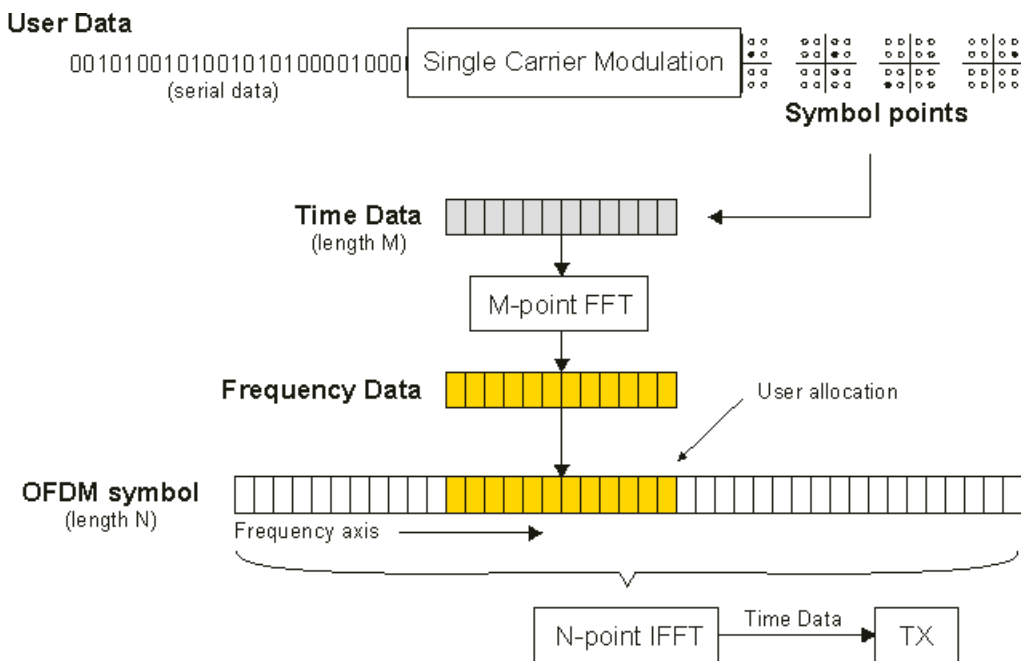 User Data
00101001010010101000010000
Single Carrier Modulation
(serial data)
Symbol points
Time Data
(length M)
M-point FFT
Frequency Data
User allocation
OFDM symbol
(length N)
Frequency axis
N-point IFFT
Time Data
TX